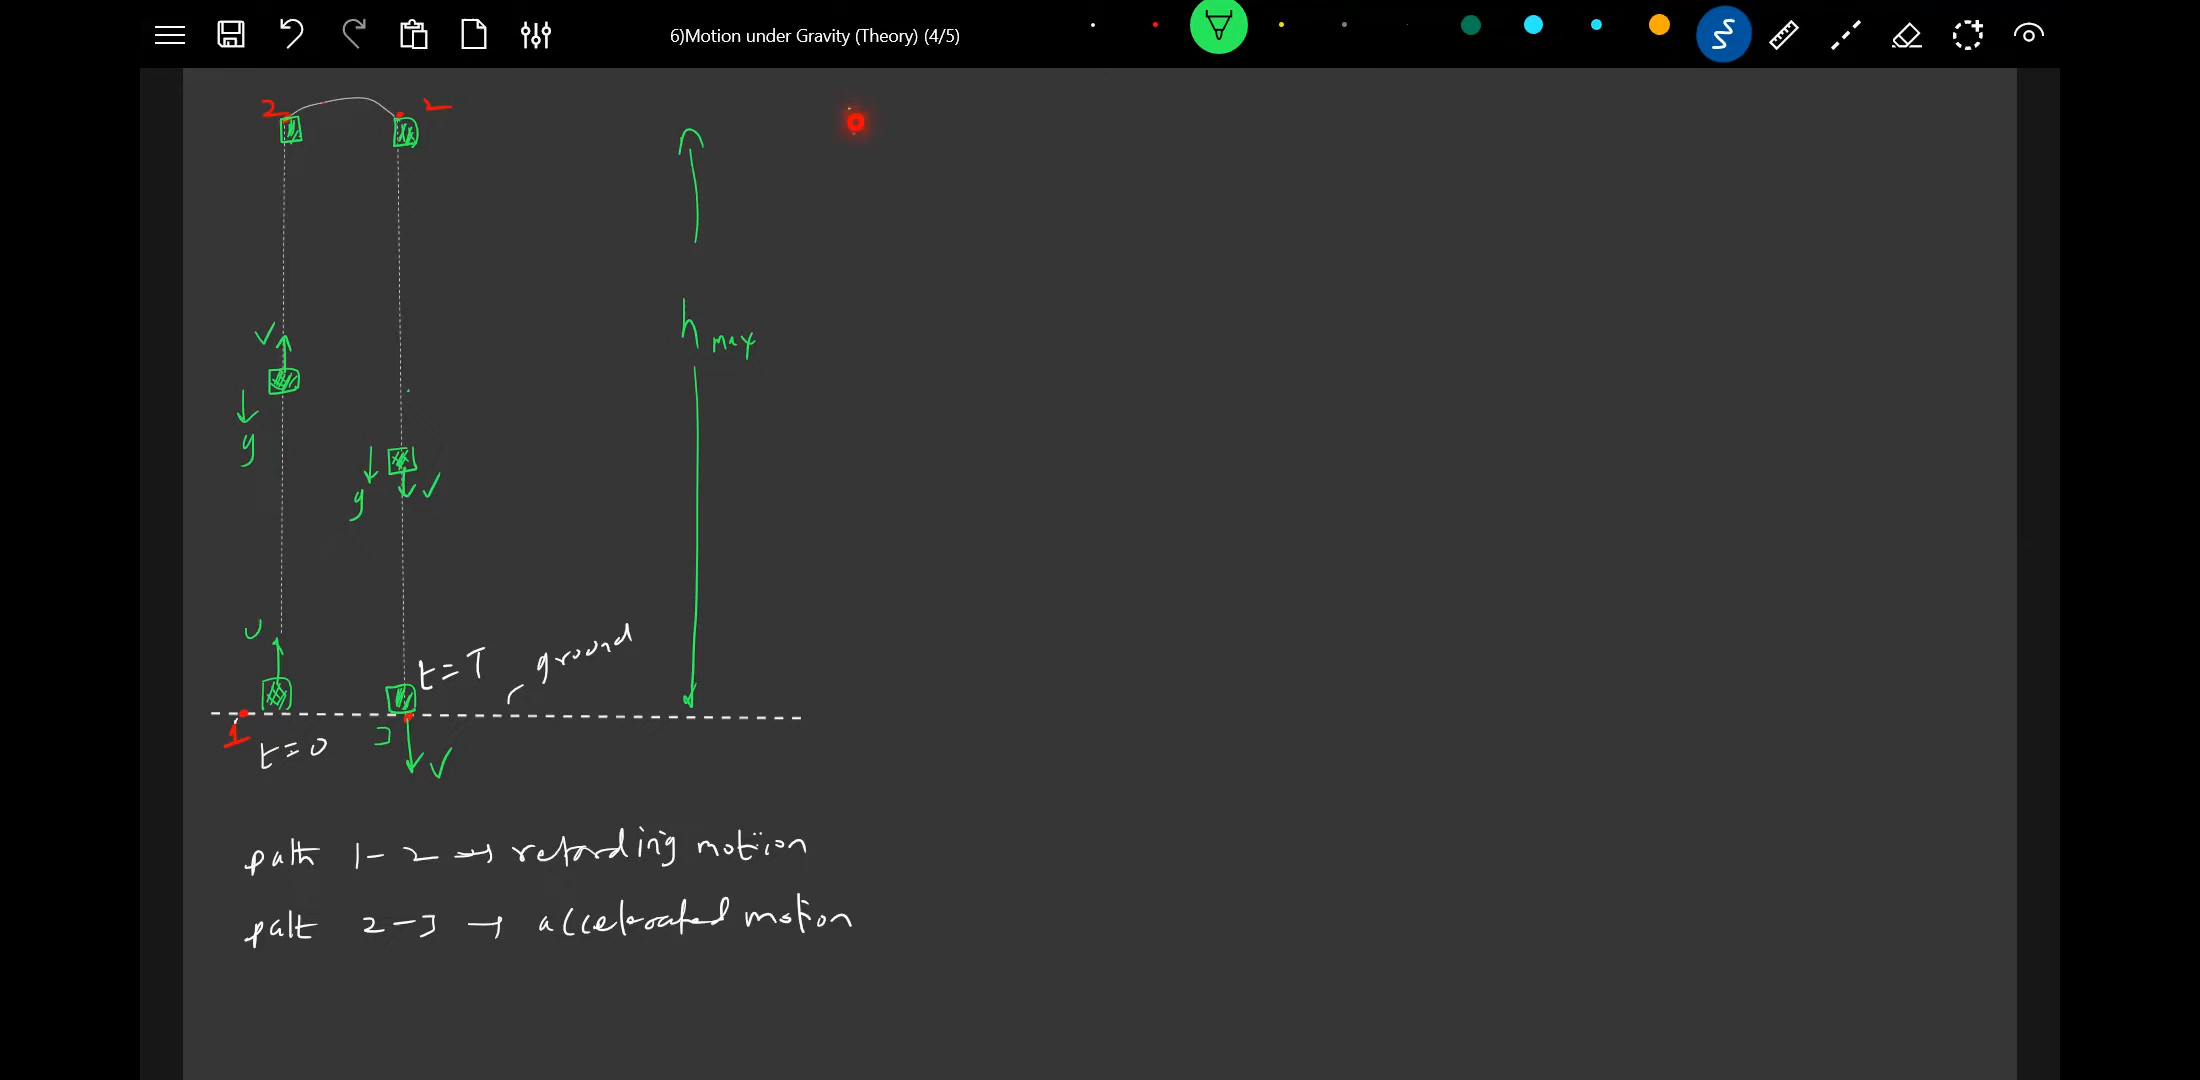 6)Motion under Gravity (Theory) (4/5)
2 2
h max
V
g
g V
U
t=T ground
1 t=0 3 V
path 1-2 → retarding motion
path 2-3 → accelerated motion